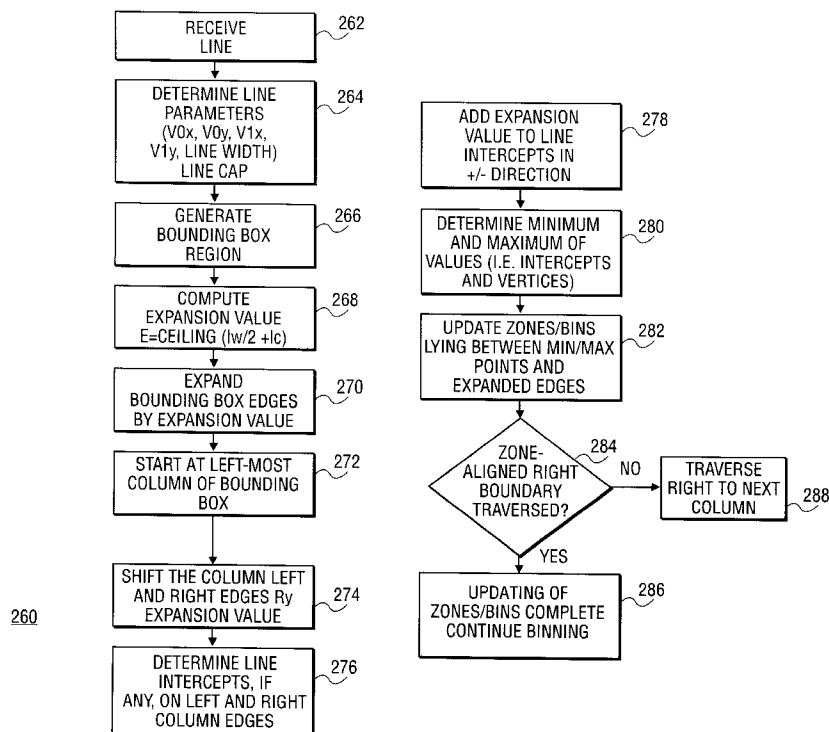 RECEIVE
LINE
262
DETERMINE LINE
PARAMETERS
(V0x, V0y, V1x,
V1y, LINE WIDTH)
LINE CAP
264
GENERATE
BOUNDING BOX
REGION
266
COMPUTE
EXPANSION VALUE
E=CEILING (lw/2 +lc)
268
EXPAND
BOUNDING BOX EDGES
BY EXPANSION VALUE
270
START AT LEFT-MOST
COLUMN OF BOUNDING
BOX
272
SHIFT THE COLUMN LEFT
AND RIGHT EDGES Ry
EXPANSION VALUE
274
260
DETERMINE LINE
INTERCEPTS, IF
ANY, ON LEFT AND RIGHT
COLUMN EDGES
276
ADD EXPANSION
VALUE TO LINE
INTERCEPTS IN
+/- DIRECTION
278
DETERMINE MINIMUM
AND MAXIMUM OF
VALUES (I.E. INTERCEPTS
AND VERTICES)
280
UPDATE ZONES/BINS
LYING BETWEEN MIN/MAX
POINTS AND
EXPANDED EDGES
282
ZONE-
ALIGNED RIGHT
BOUNDARY
TRAVERSED?
284
NO
TRAVERSE
RIGHT TO NEXT
COLUMN
288
YES
UPDATING OF
ZONES/BINS COMPLETE
CONTINUE BINNING
286